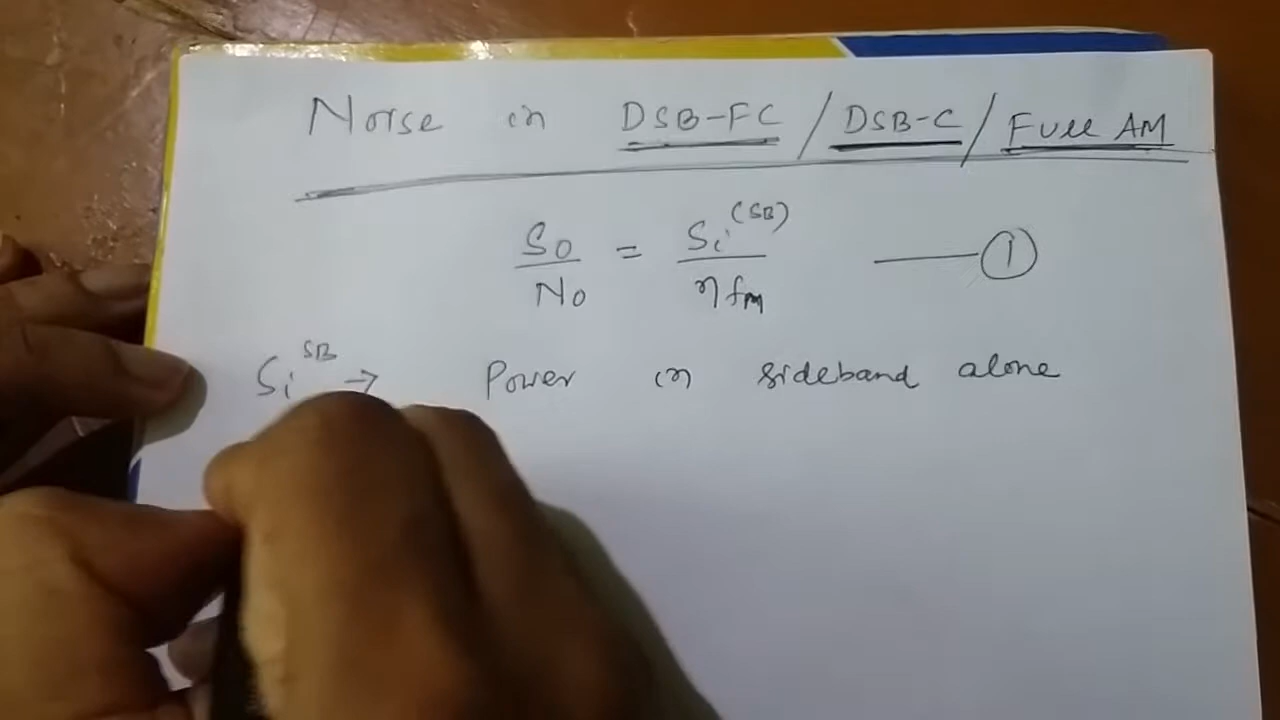 Noise in DSB-FC / DSB-C / Full AM
So/No = Si(SB)/ηfm —— ①
Si SB → Power in sideband alone